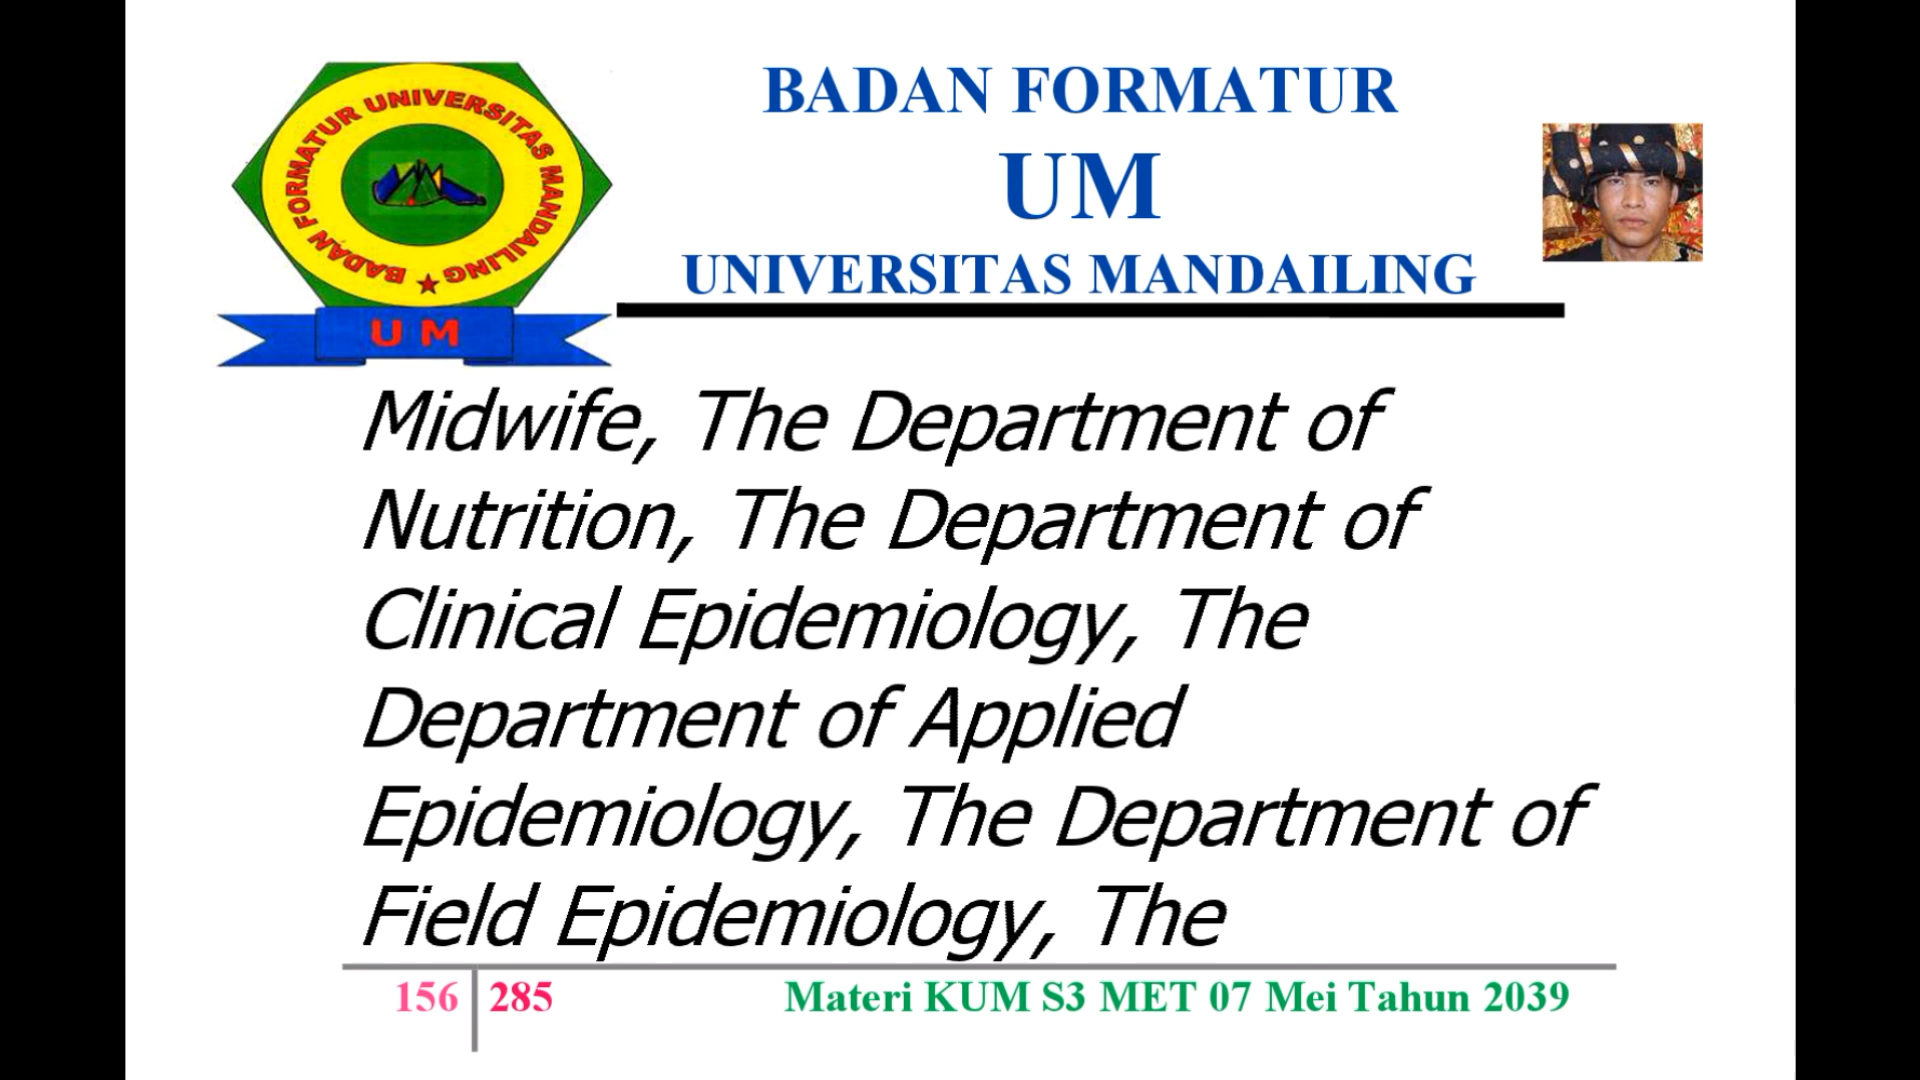 BADAN FORMATUR UNIVERSITAS MANDAILING
U M
BADAN FORMATUR
UM
UNIVERSITAS MANDAILING
Midwife, The Department of
Nutrition, The Department of
Clinical Epidemiology, The
Department of Applied
Epidemiology, The Department of
Field Epidemiology, The
156 285 Materi KUM S3 MET 07 Mei Tahun 2039